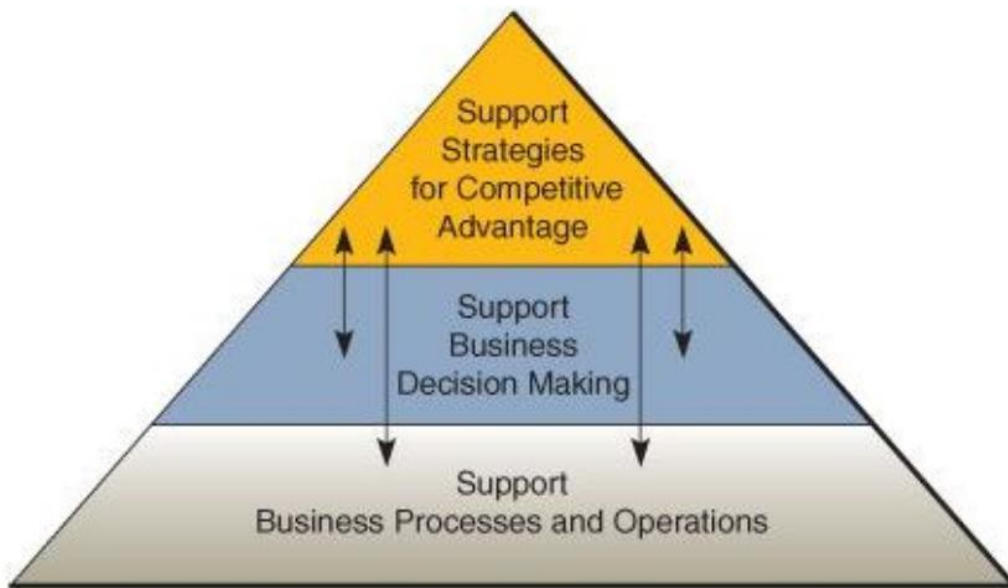 Support
Strategies
for Competitive
Advantage
Support
Business
Decision Making
Support
Business Processes and Operations